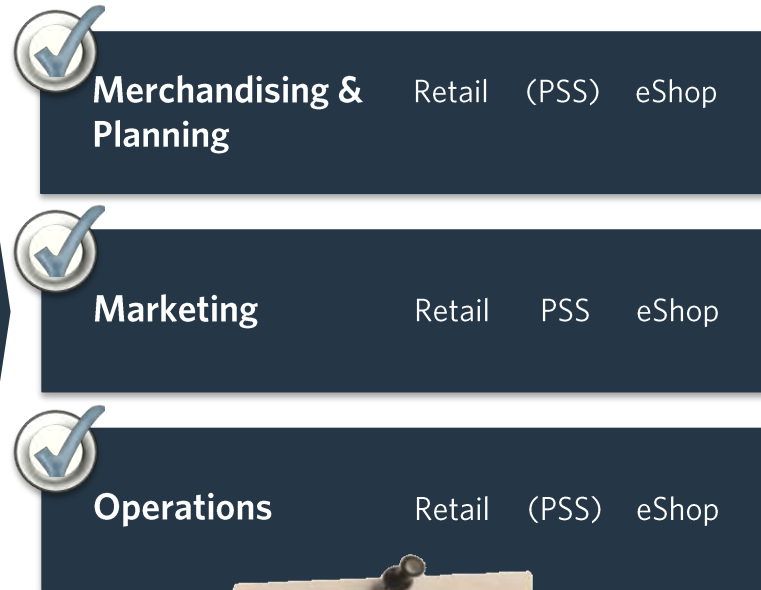 Merchandising & Retail (PSS) eShop
Planning
Marketing Retail PSS eShop
Operations Retail (PSS) eShop